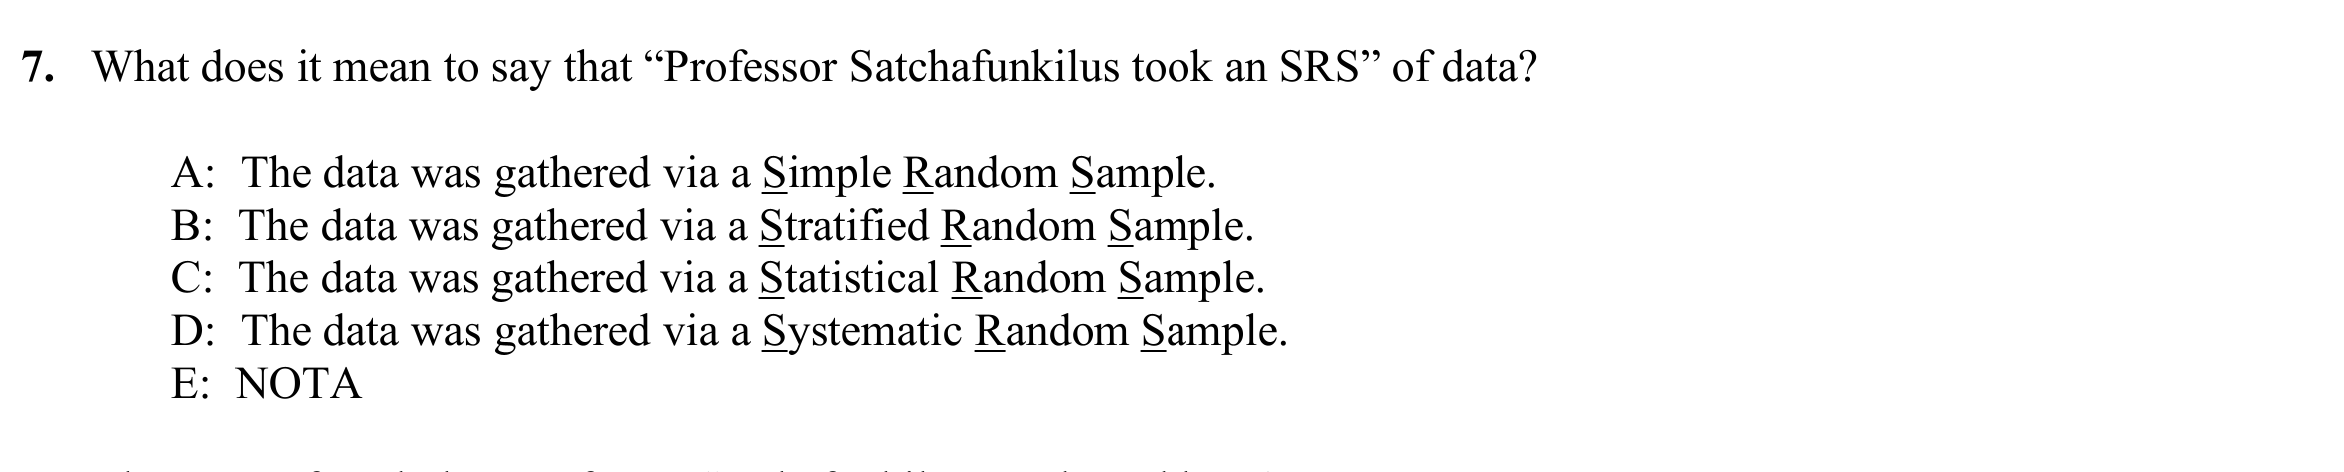 7. What does it mean to say that “Professor Satchafunkilus took an SRS” of data?
A: The data was gathered via a Simple Random Sample.
B: The data was gathered via a Stratified Random Sample.
C: The data was gathered via a Statistical Random Sample.
D: The data was gathered via a Systematic Random Sample.
E: NOTA